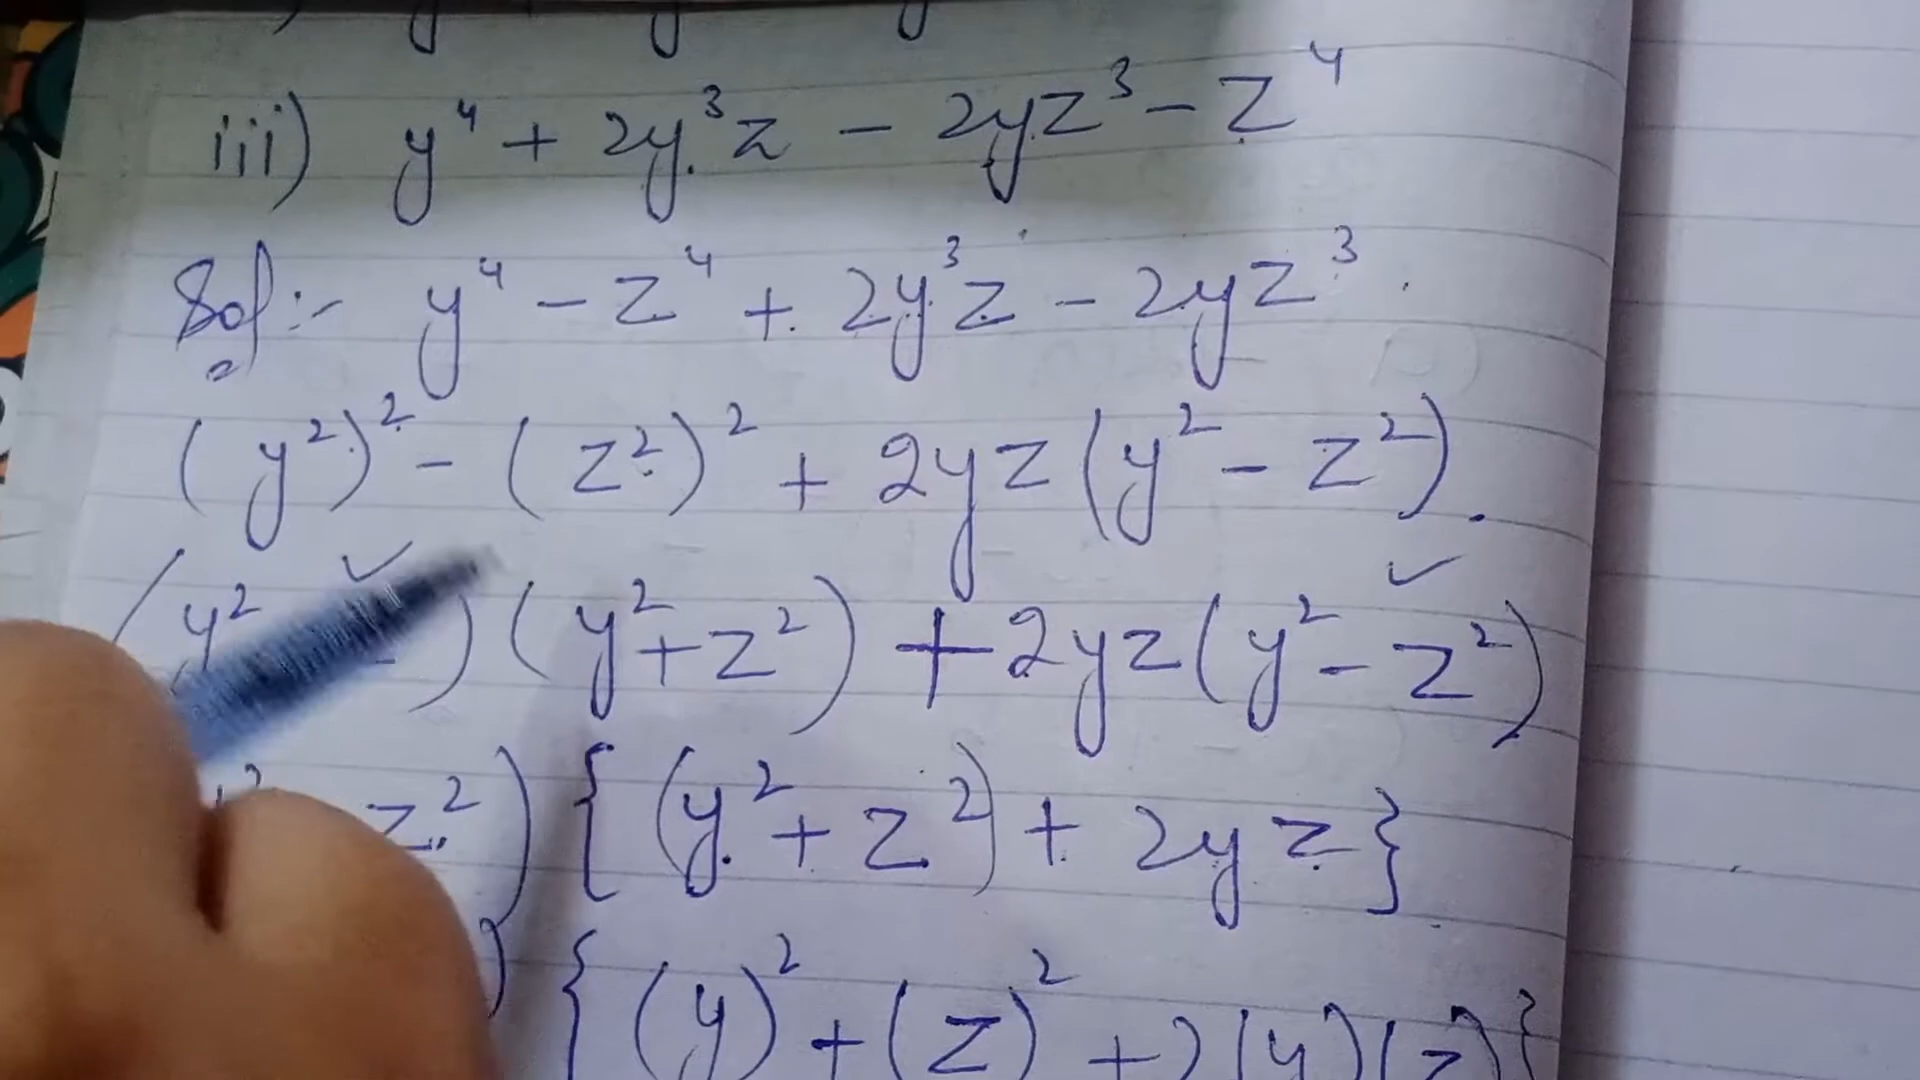 iii) y⁴ + 2y³z - 2yz³ - z⁴
Sol:- y⁴ - z⁴ + 2y³z - 2yz³.
(y²)² - (z²)² + 2yz(y² - z²).
(y² ) (y²+z²) + 2yz(y² - z²)
z²) { (y² + z²) + 2yz }
) { (y)² + (z)² + 2(y)(z) }